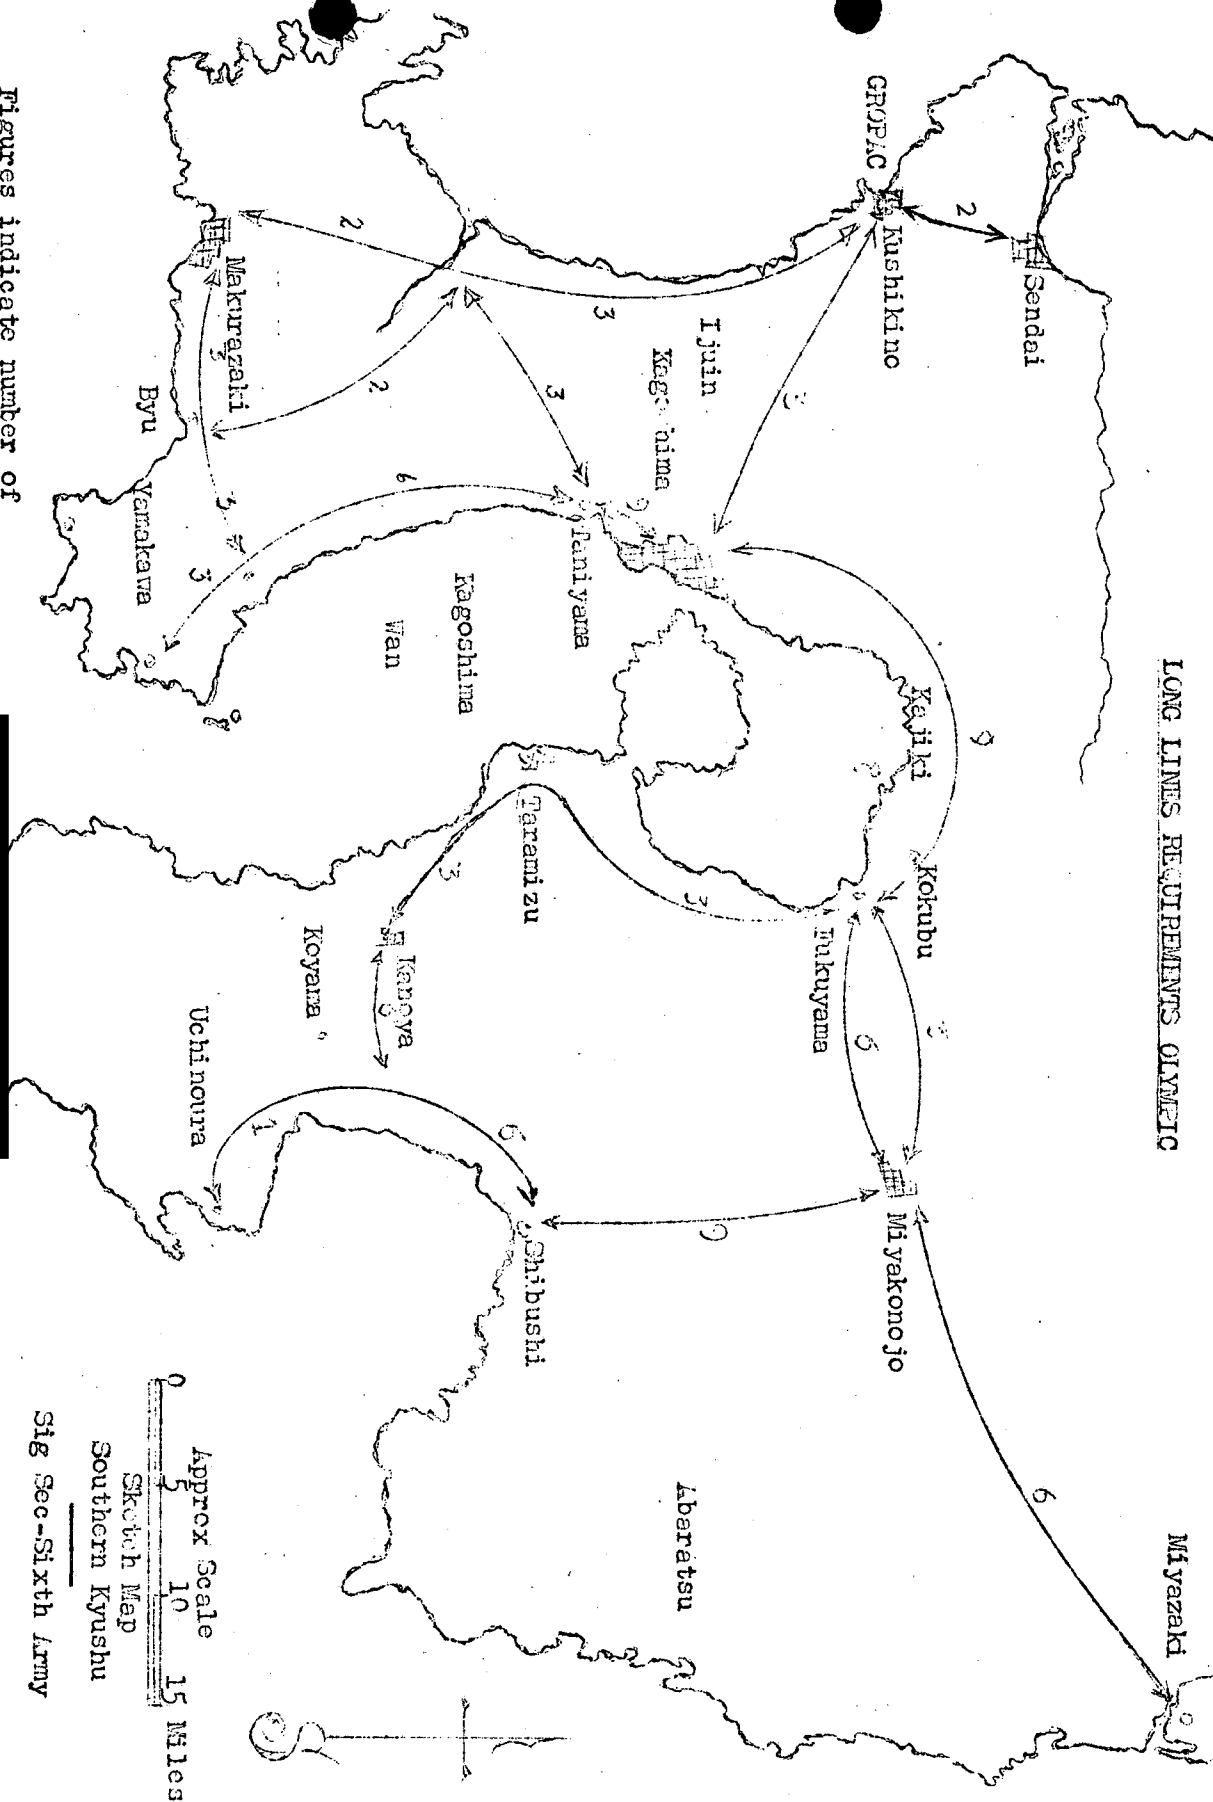 LONG LINES REQUIREMENTS OLYMPIC
Miyazaki
6
Sendai
2
GROPAC
Kushikino
Kajiki
9
Kokubu
Miyakonojo
6
Fukuyama
Ijuin
Abaratsu
9
3
3
Taniyama
3
Taramizu
Shibushi
6
3
Kagoshima
Wan
Kanoya
2
2
6
Koyama
1
Makurazaki
3
3
Uchinoura
Byu
Yamakawa
Approx Scale
0 5 10 15 Miles
Sketch Map
Southern Kyushu
Sig Sec-Sixth Army
Figures indicate number of